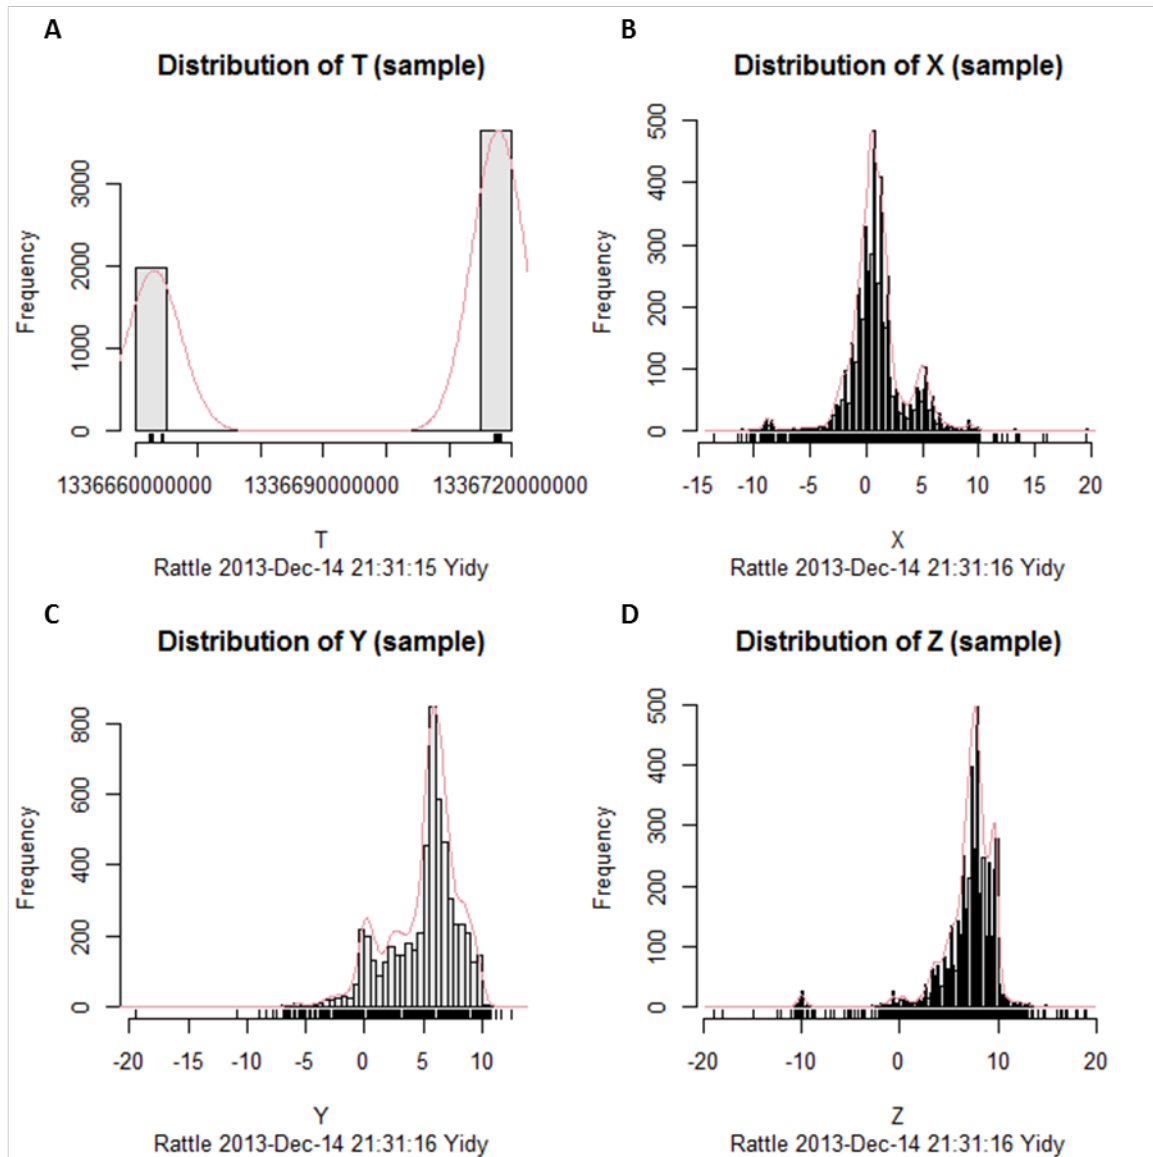 A
Distribution of T (sample)
Frequency
3000
2000
1000
0
1336660000000 1336690000000 1336720000000
T
Rattle 2013-Dec-14 21:31:15 Yidy
B
Distribution of X (sample)
Frequency
500
400
300
200
100
0
-15 -10 -5 0 5 10 15 20
X
Rattle 2013-Dec-14 21:31:16 Yidy
C
Distribution of Y (sample)
Frequency
800
600
400
200
0
-20 -15 -10 -5 0 5 10
Y
Rattle 2013-Dec-14 21:31:16 Yidy
D
Distribution of Z (sample)
Frequency
500
400
300
200
100
0
-20 -10 0 10 20
Z
Rattle 2013-Dec-14 21:31:16 Yidy